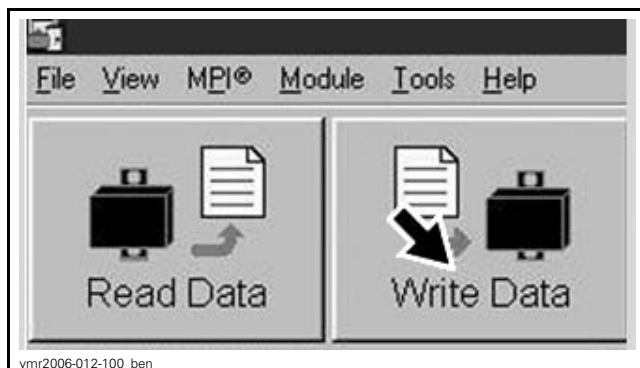 File View MPI® Module Tools Help
Read Data Write Data
vmr2006-012-100_ben